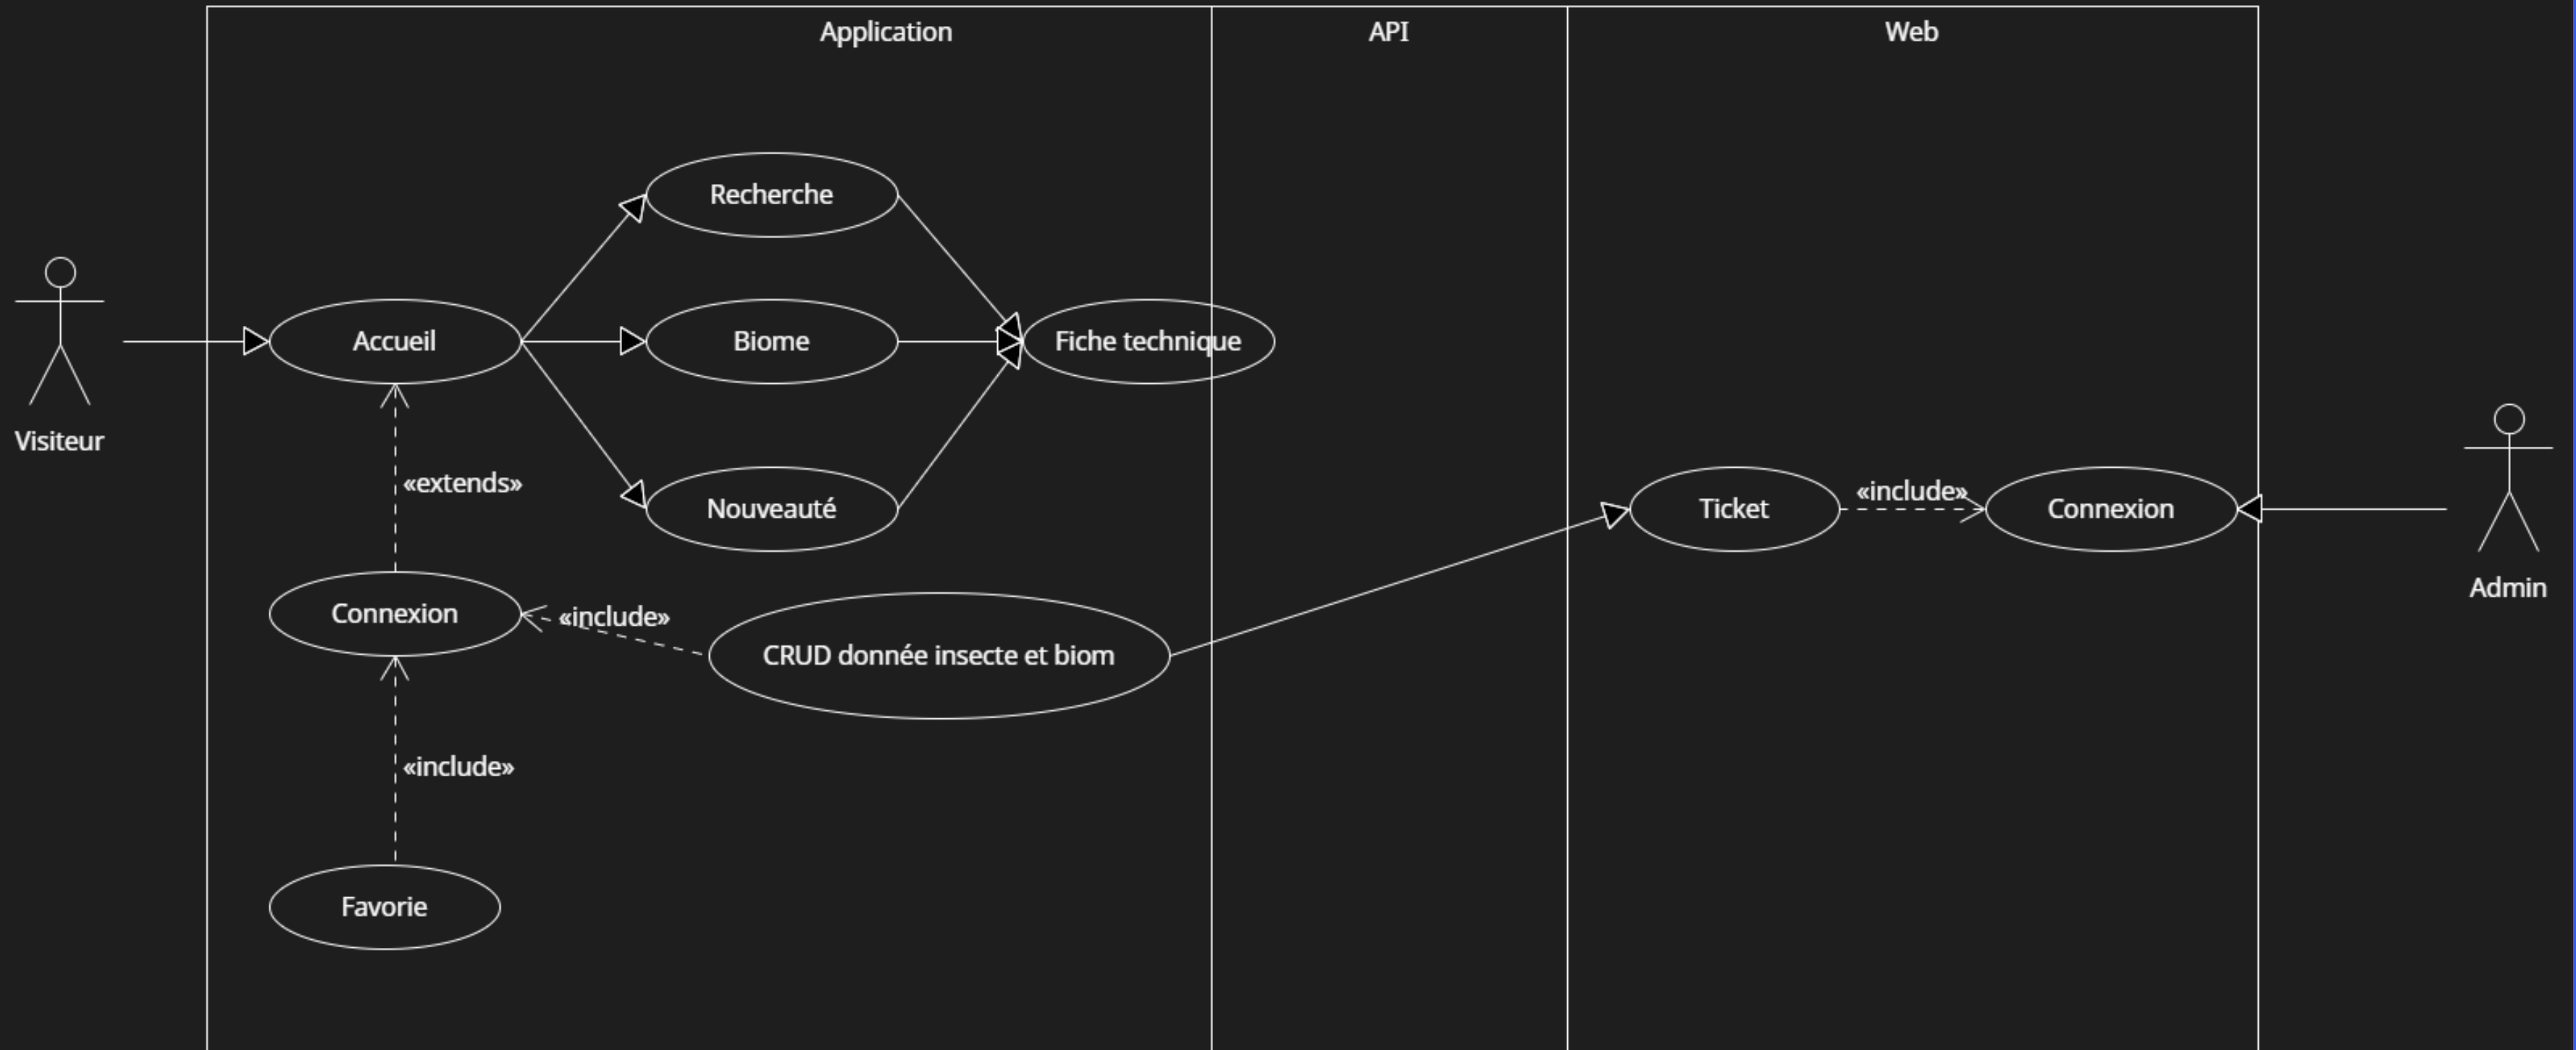 Application
API
Web
Recherche
Accueil
Biome
Fiche technique
Visiteur
«extends»
Nouveauté
Ticket
«include»
Connexion
Admin
Connexion
«include»
CRUD donnée insecte et biom
«include»
Favorie